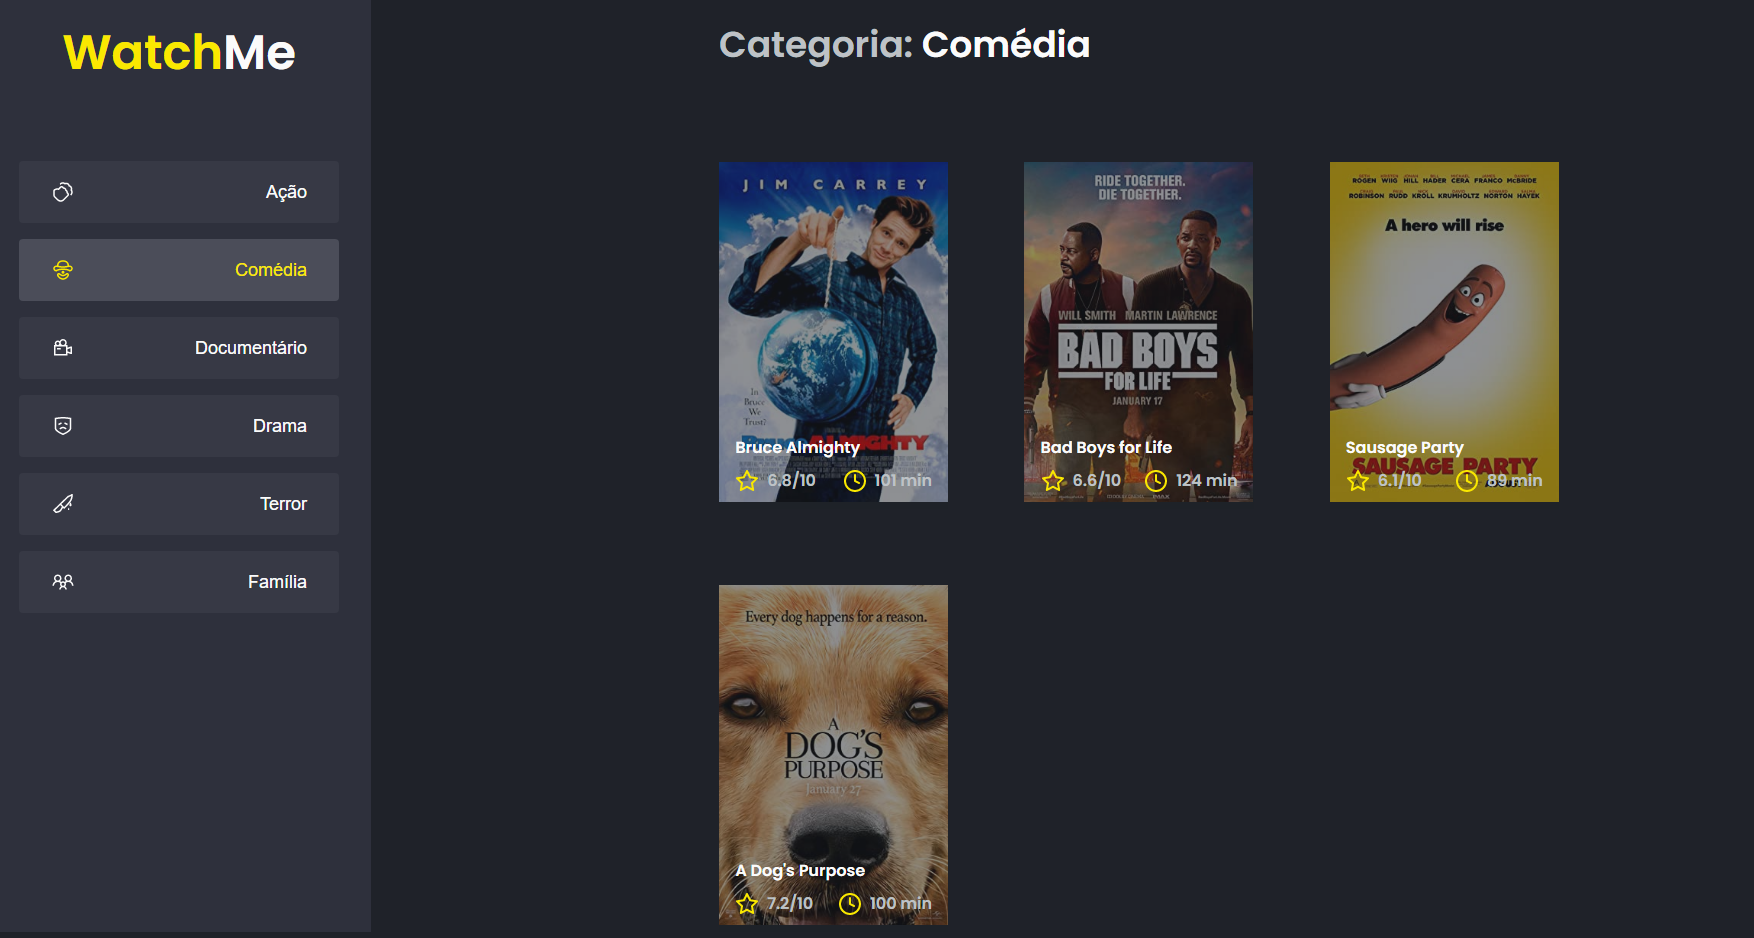 WatchMe
Ação
Comédia
Documentário
Drama
Terror
Família
Categoria: Comédia
JIM CARREY
In
Bruce
We
Trust?
BRUCE ALMIGHTY
Bruce Almighty
6.8/10 101 min
RIDE TOGETHER.
DIE TOGETHER.
WILL SMITH MARTIN LAWRENCE
BAD BOYS
FOR LIFE
JANUARY 17
IMAX
Bad Boys for Life
6.6/10 124 min
ROGEN WIIG HILL HADER CERA FRANCO McBRIDE
ROBINSON RUDD KROLL KRUMHOLTZ NORTON HAYEK
A hero will rise
SAUSAGE PARTY
Sausage Party
6.1/10 89 min
Every dog happens for a reason.
A
DOG'S
PURPOSE
January 27
A Dog's Purpose
7.2/10 100 min